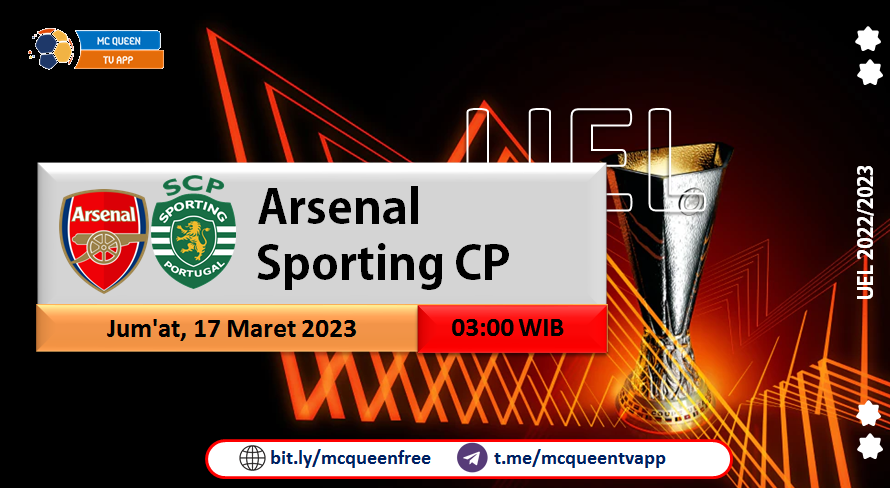 MC QUEEN
TV APP
UEL
Arsenal
SCP
SPORTING
PORTUGAL
Arsenal
Sporting CP
Jum'at, 17 Maret 2023
03:00 WIB
UEL 2022/2023
bit.ly/mcqueenfree
t.me/mcqueentvapp